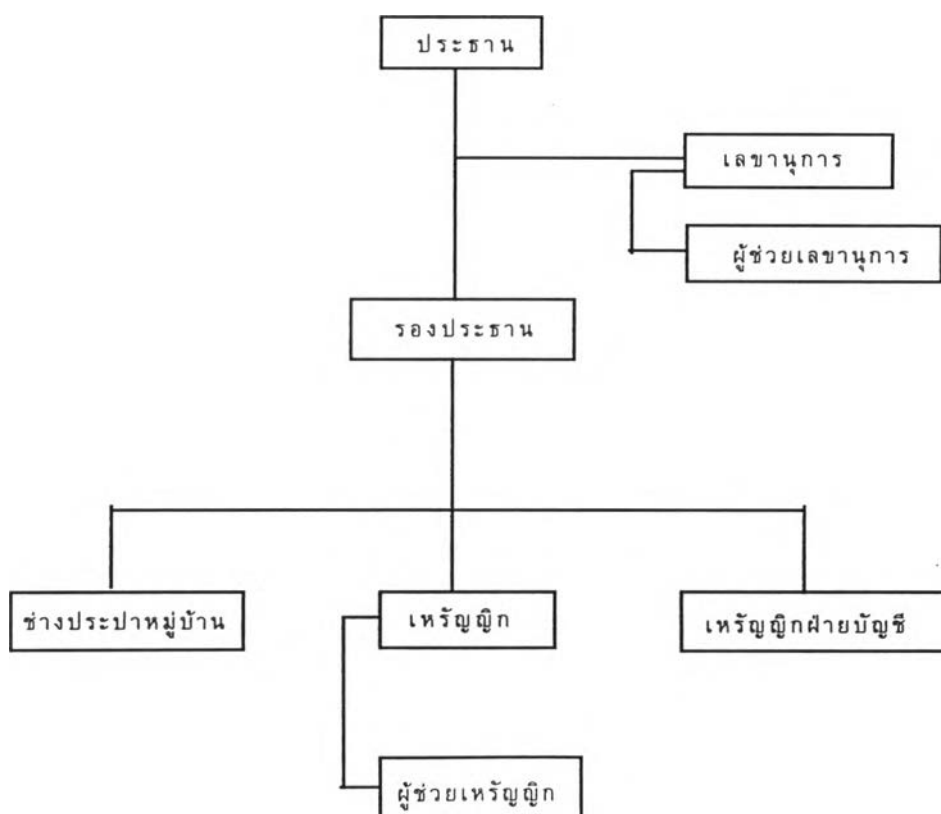 ประธาน
เลขานุการ
ผู้ช่วยเลขานุการ
รองประธาน
ช่างประปาหมู่บ้าน
เหรัญญิก
เหรัญญิกฝ่ายบัญชี
ผู้ช่วยเหรัญญิก